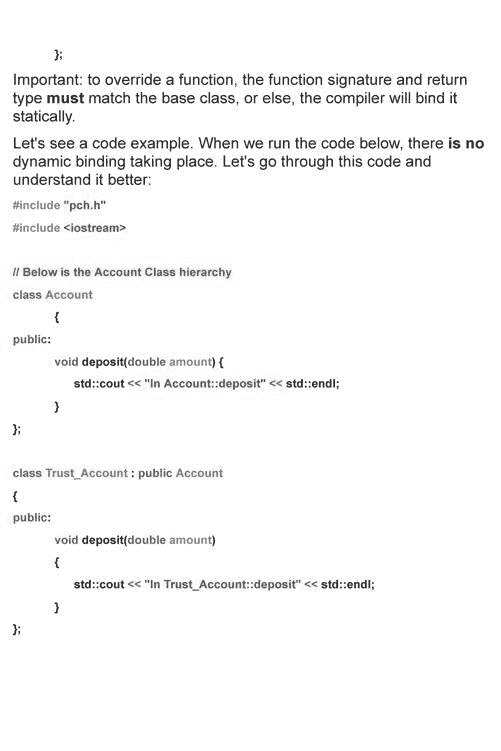 };
Important: to override a function, the function signature and return
type must match the base class, or else, the compiler will bind it
statically.
Let's see a code example. When we run the code below, there is no
dynamic binding taking place. Let's go through this code and
understand it better:
#include "pch.h"
#include <iostream>
// Below is the Account Class hierarchy
class Account
{
public:
void deposit(double amount) {
std::cout << "In Account::deposit" << std::endl;
}
};
class Trust_Account : public Account
{
public:
void deposit(double amount)
{
std::cout << "In Trust_Account::deposit" << std::endl;
}
};